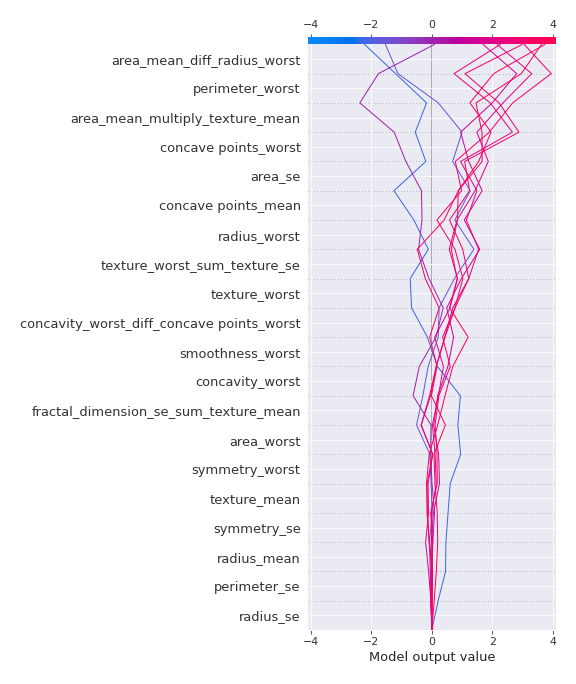 −4 −2 0 2 4
area_mean_diff_radius_worst
perimeter_worst
area_mean_multiply_texture_mean
concave points_worst
area_se
concave points_mean
radius_worst
texture_worst_sum_texture_se
texture_worst
concavity_worst_diff_concave points_worst
smoothness_worst
concavity_worst
fractal_dimension_se_sum_texture_mean
area_worst
symmetry_worst
texture_mean
symmetry_se
radius_mean
perimeter_se
radius_se
−4 −2 0 2 4
Model output value